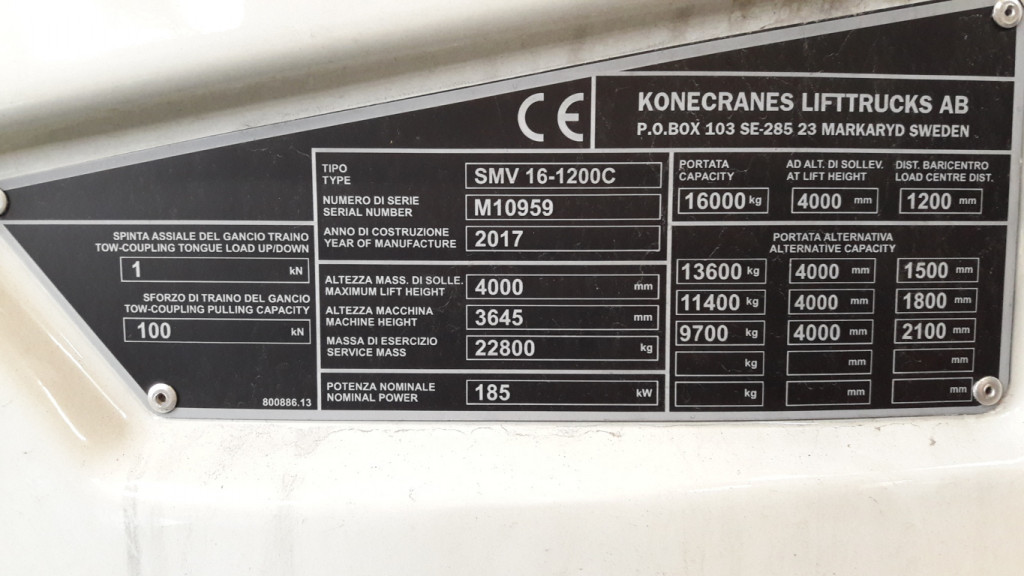 CE
KONECRANES LIFTTRUCKS AB
P.O.BOX 103 SE-285 23 MARKARYD SWEDEN
SPINTA ASSIALE DEL GANCIO TRAINO
TOW-COUPLING TONGUE LOAD UP/DOWN
1 kN
SFORZO DI TRAINO DEL GANCIO
TOW-COUPLING PULLING CAPACITY
100 kN
800886.13
TIPO
TYPE
SMV 16-1200C
NUMERO DI SERIE
SERIAL NUMBER
M10959
ANNO DI COSTRUZIONE
YEAR OF MANUFACTURE
2017
ALTEZZA MASS. DI SOLLE.
MAXIMUM LIFT HEIGHT
4000 mm
ALTEZZA MACCHINA
MACHINE HEIGHT
3645 mm
MASSA DI ESERCIZIO
SERVICE MASS
22800 kg
POTENZA NOMINALE
NOMINAL POWER
185 kW
PORTATA
CAPACITY
AD ALT. DI SOLLEV.
AT LIFT HEIGHT
DIST. BARICENTRO
LOAD CENTRE DIST.
16000 kg 4000 mm 1200 mm
PORTATA ALTERNATIVA
ALTERNATIVE CAPACITY
13600 kg 4000 mm 1500 mm
11400 kg 4000 mm 1800 mm
9700 kg 4000 mm 2100 mm
kg mm mm
kg mm mm